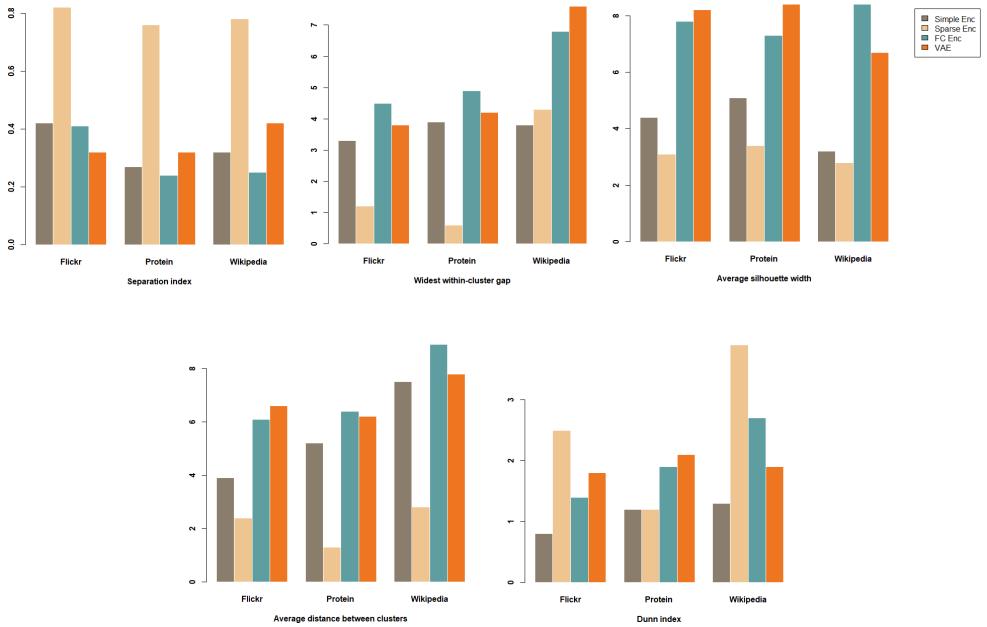 Simple Enc
Sparse Enc
FC Enc
VAE
0.0 0.2 0.4 0.6 0.8
Flickr Protein Wikipedia
Separation index
0 1 2 3 4 5 6 7
Flickr Protein Wikipedia
Widest within-cluster gap
0 2 4 6 8
Flickr Protein Wikipedia
Average silhouette width
0 2 4 6 8
Flickr Protein Wikipedia
Average distance between clusters
0 1 2 3
Flickr Protein Wikipedia
Dunn index